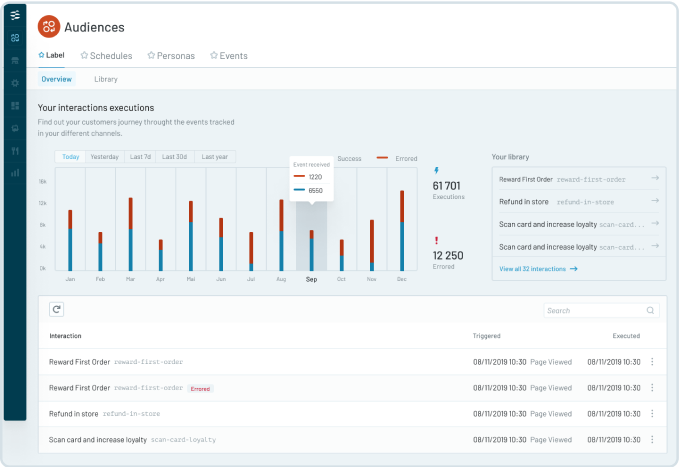 Audiences
Label Schedules Personas Events
Overview Library
Your interactions executions
Find out your customers journey throught the events tracked
in your different channels.
Today Yesterday Last 7d Last 30d Last year
Event received
1220
6550
Success Errored
16k
12k
8k
4k
0k
Jan Feb Mar Apr Mai Jun Jul Aug Sep Oct Nov Dec
61 701
Executions
12 250
Errored
Your library
Reward First Order reward-first-order
Refund in store refund-in-store
Scan card and increase loyalty scan-card...
Scan card and increase loyalty scan-card...
View all 32 interactions
Search
Interaction Triggered Executed
Reward First Order reward-first-order 08/11/2019 10:30 Page Viewed 08/11/2019 10:30
Reward First Order reward-first-order Errored 08/11/2019 10:30 Page Viewed 08/11/2019 10:30
Refund in store refund-in-store 08/11/2019 10:30 Page Viewed 08/11/2019 10:30
Scan card and increase loyalty scan-card-loyalty 08/11/2019 10:30 Page Viewed 08/11/2019 10:30